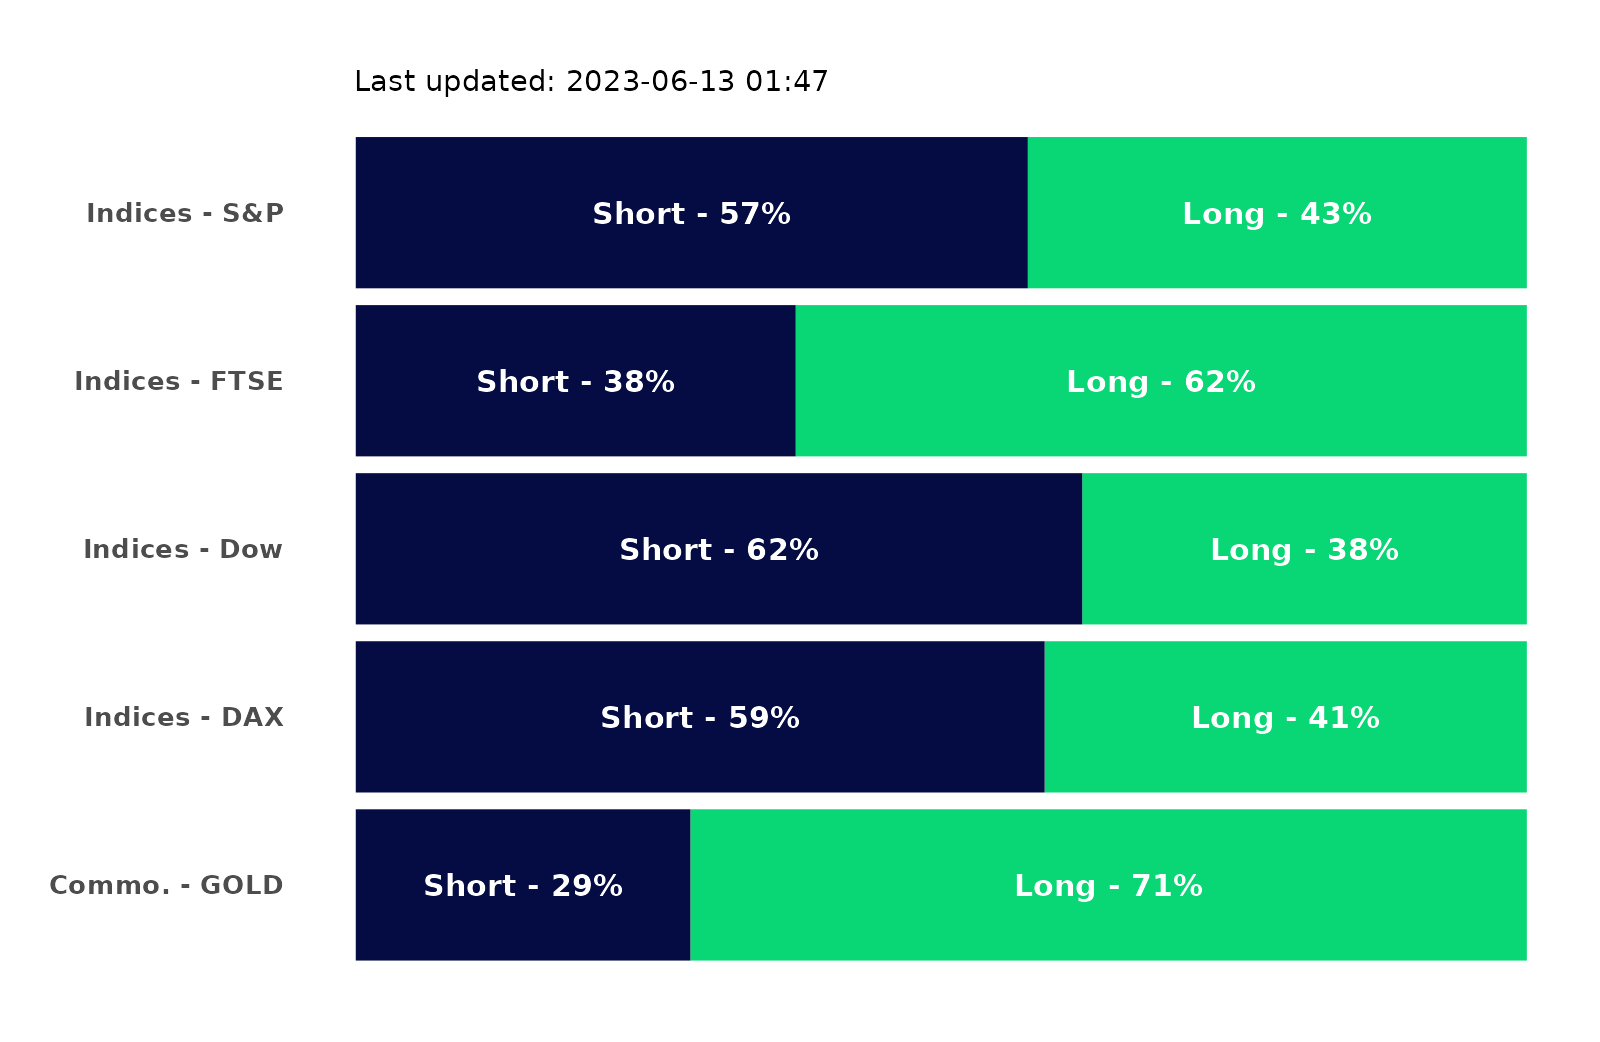 Last updated: 2023-06-13 01:47
Indices - S&P Short - 57% Long - 43%
Indices - FTSE Short - 38% Long - 62%
Indices - Dow Short - 62% Long - 38%
Indices - DAX Short - 59% Long - 41%
Commo. - GOLD Short - 29% Long - 71%